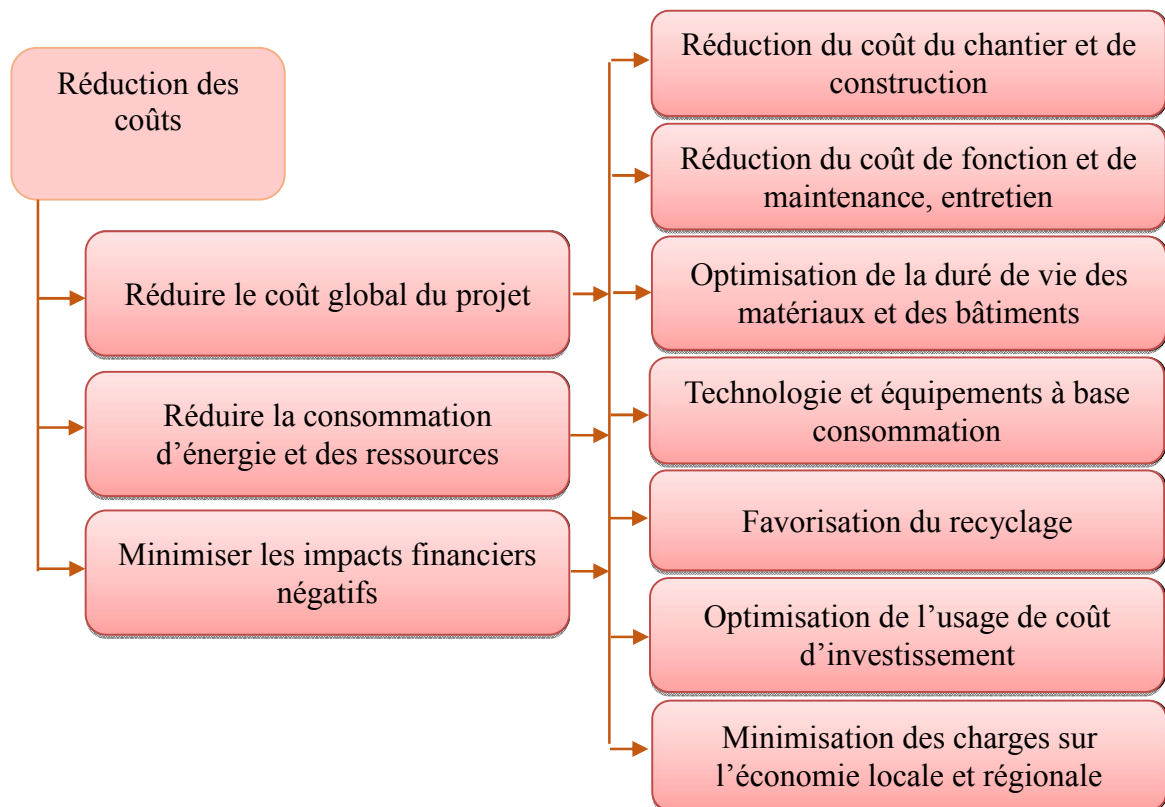 Réduction des
coûts
Réduire le coût global du projet
Réduire la consommation
d’énergie et des ressources
Minimiser les impacts financiers
négatifs
Réduction du coût du chantier et de
construction
Réduction du coût de fonction et de
maintenance, entretien
Optimisation de la duré de vie des
matériaux et des bâtiments
Technologie et équipements à base
consommation
Favorisation du recyclage
Optimisation de l’usage de coût
d’investissement
Minimisation des charges sur
l’économie locale et régionale